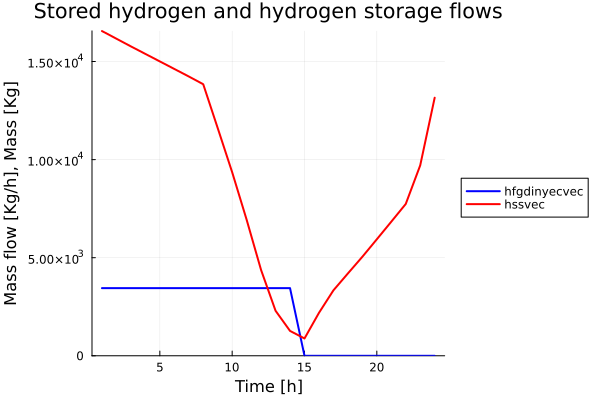 Stored hydrogen and hydrogen storage flows
Mass flow [Kg/h], Mass [Kg]
1.50×10⁴
1.00×10⁴
5.00×10³
0
5 10 15 20
Time [h]
hfgdinyecvec
hssvec